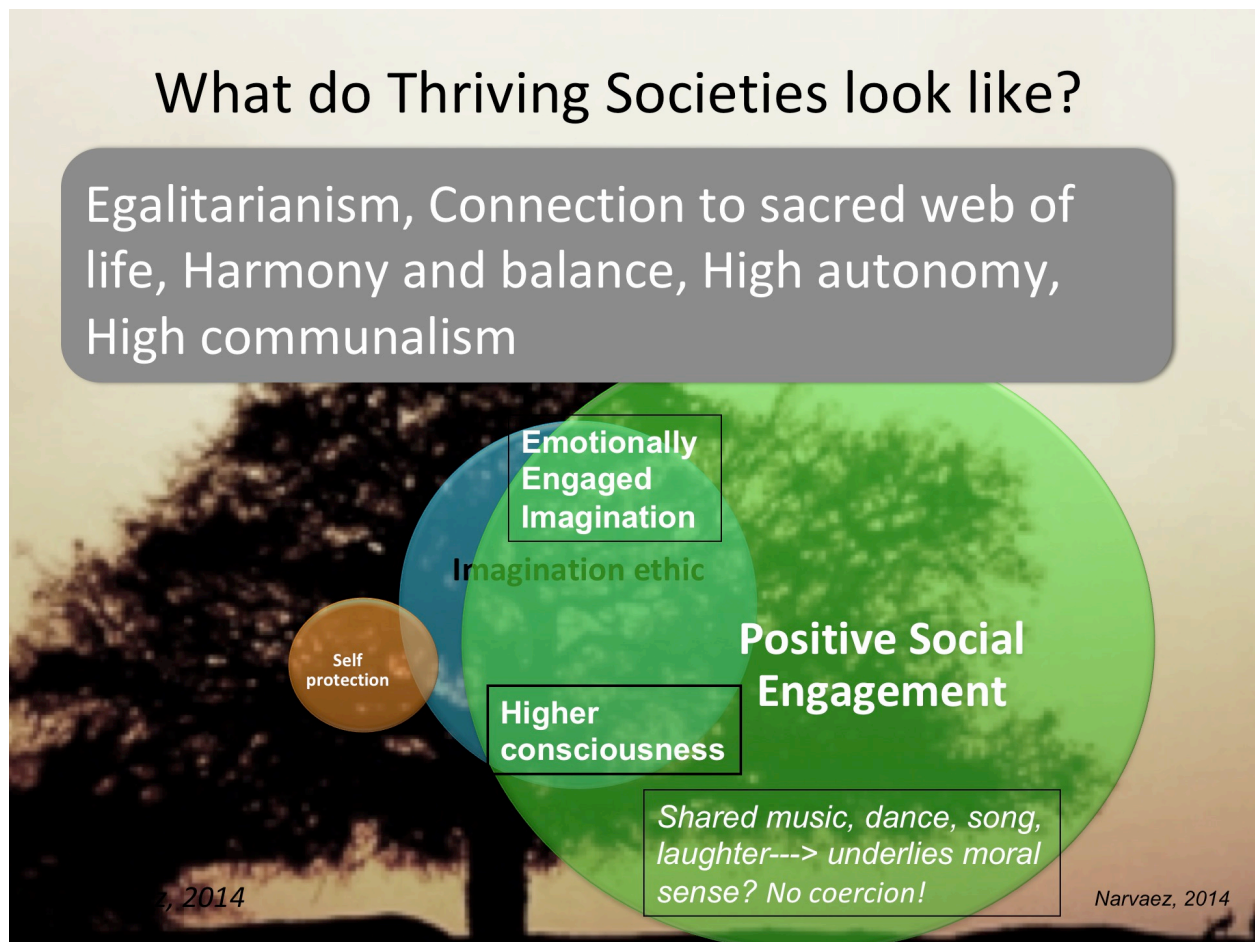 What do Thriving Societies look like?
Egalitarianism, Connection to sacred web of
life, Harmony and balance, High autonomy,
High communalism
Emotionally
Engaged
Imagination
Imagination ethic
Self
protection
Positive Social
Engagement
Higher
consciousness
Shared music, dance, song,
laughter---> underlies moral
sense? No coercion!
2014
Narvaez, 2014